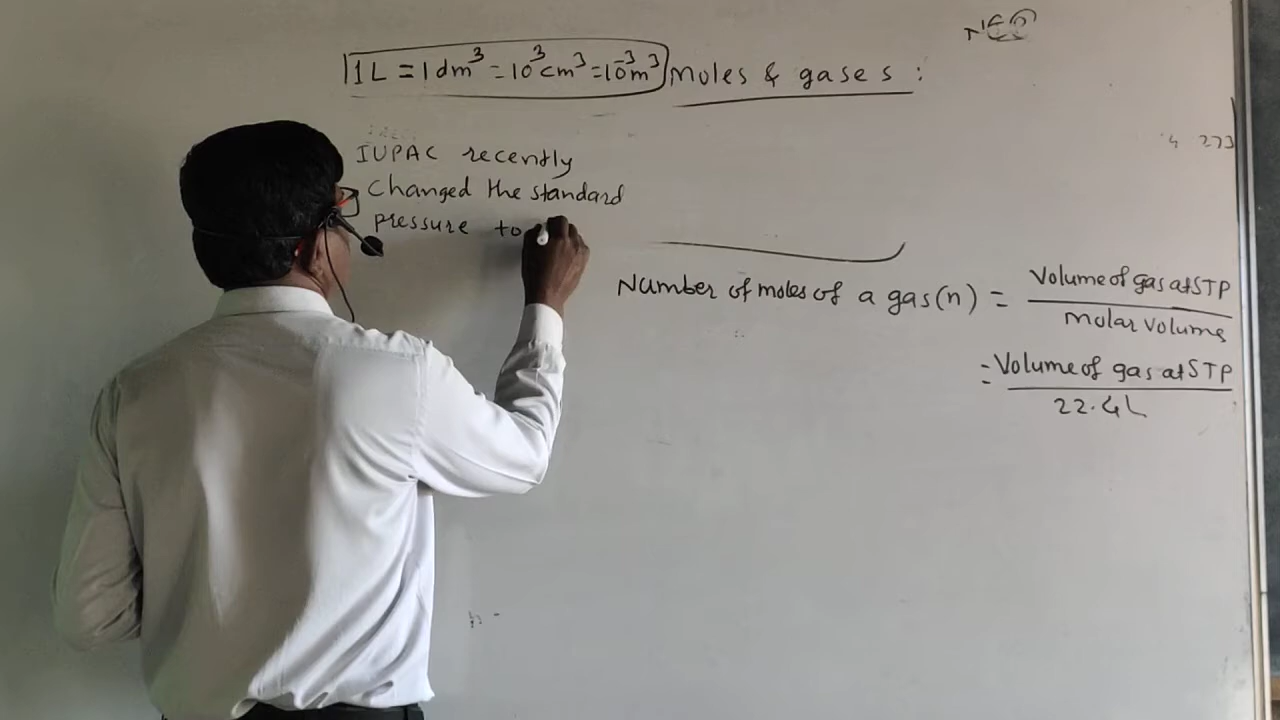 1L = 1dm³ = 10³cm³ = 10⁻³m³ Moles & gases :
IUPAC recently
changed the standard
pressure to
273
Number of moles of a gas(n) = Volume of gas at STP
Molar volume
= Volume of gas at STP
22.4L